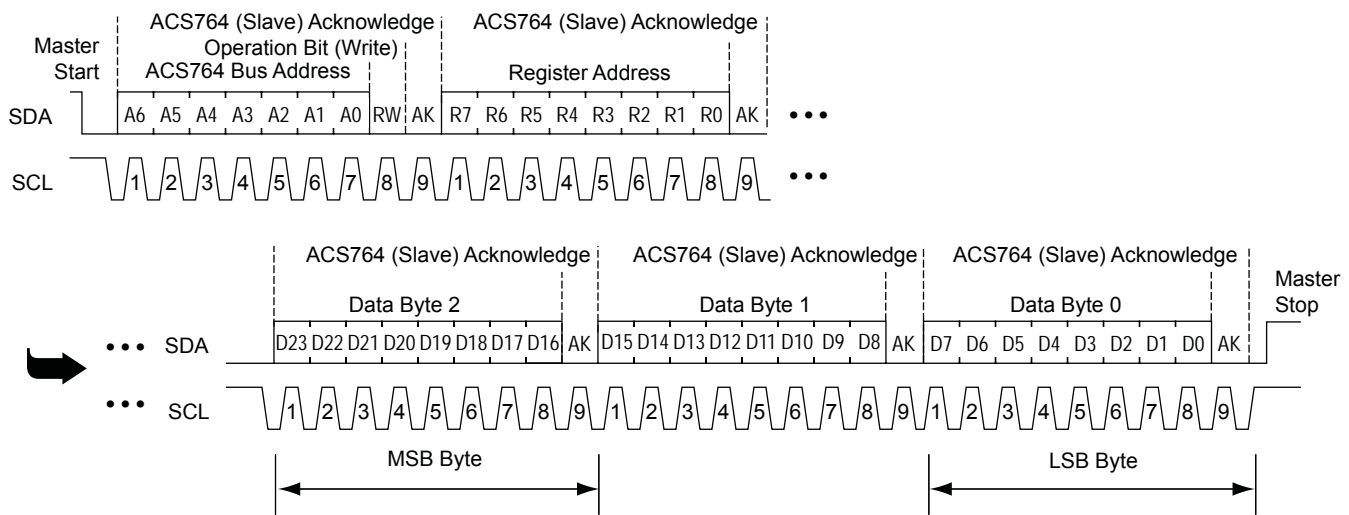 ACS764 (Slave) Acknowledge ACS764 (Slave) Acknowledge
Master Start
Operation Bit (Write)
ACS764 Bus Address Register Address
SDA A6 A5 A4 A3 A2 A1 A0 RW AK R7 R6 R5 R4 R3 R2 R1 R0 AK •••
SCL 1 2 3 4 5 6 7 8 9 1 2 3 4 5 6 7 8 9 •••
ACS764 (Slave) Acknowledge ACS764 (Slave) Acknowledge ACS764 (Slave) Acknowledge
Data Byte 2 Data Byte 1 Data Byte 0
Master Stop
••• SDA D23 D22 D21 D20 D19 D18 D17 D16 AK D15 D14 D13 D12 D11 D10 D9 D8 AK D7 D6 D5 D4 D3 D2 D1 D0 AK
••• SCL 1 2 3 4 5 6 7 8 9 1 2 3 4 5 6 7 8 9 1 2 3 4 5 6 7 8 9
MSB Byte LSB Byte